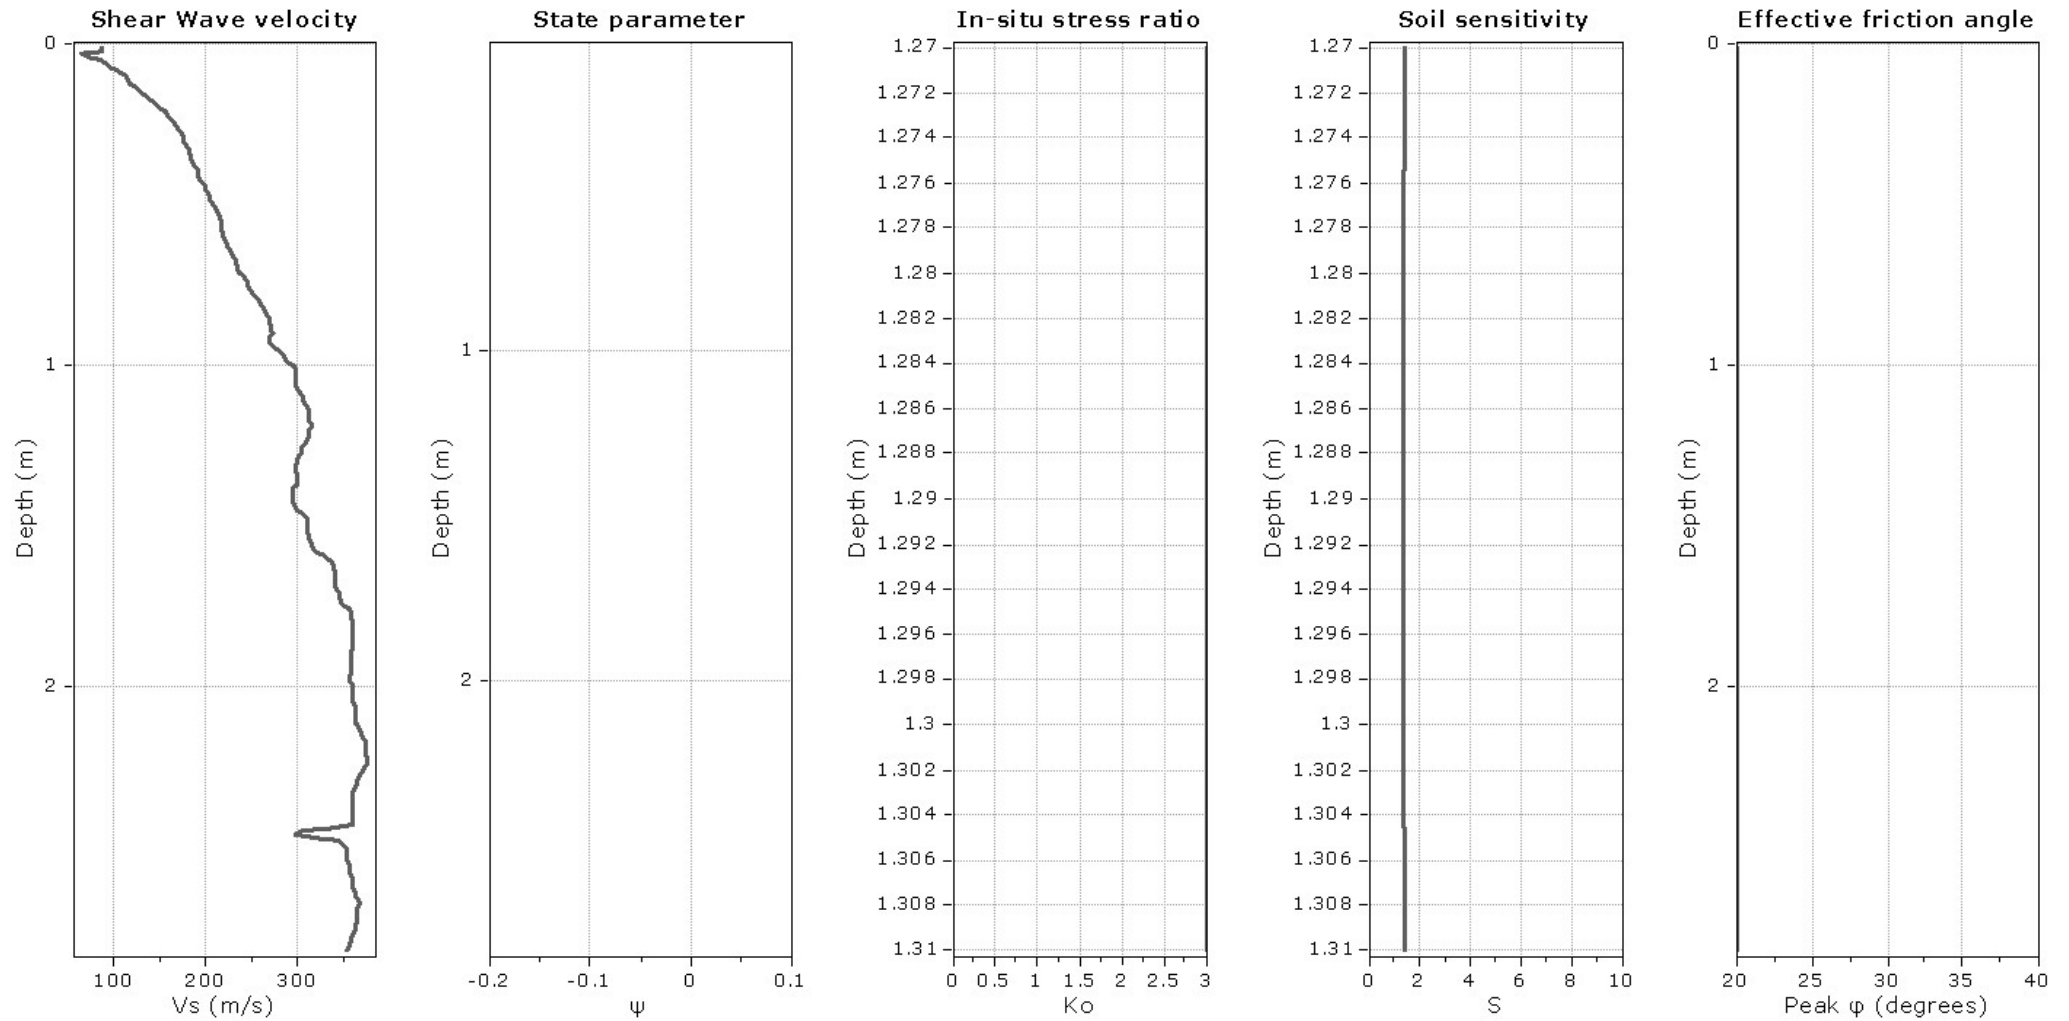 Shear Wave velocity
0
1
2
Depth (m)
100 200 300
Vs (m/s)
State parameter
1
2
Depth (m)
-0.2 -0.1 0 0.1
ψ
In-situ stress ratio
1.27
1.272
1.274
1.276
1.278
1.28
1.282
1.284
1.286
1.288
1.29
1.292
1.294
1.296
1.298
1.3
1.302
1.304
1.306
1.308
1.31
Depth (m)
0 0.5 1 1.5 2 2.5 3
Ko
Soil sensitivity
1.27
1.272
1.274
1.276
1.278
1.28
1.282
1.284
1.286
1.288
1.29
1.292
1.294
1.296
1.298
1.3
1.302
1.304
1.306
1.308
1.31
Depth (m)
0 2 4 6 8 10
S
Effective friction angle
0
1
2
Depth (m)
20 25 30 35 40
Peak φ (degrees)